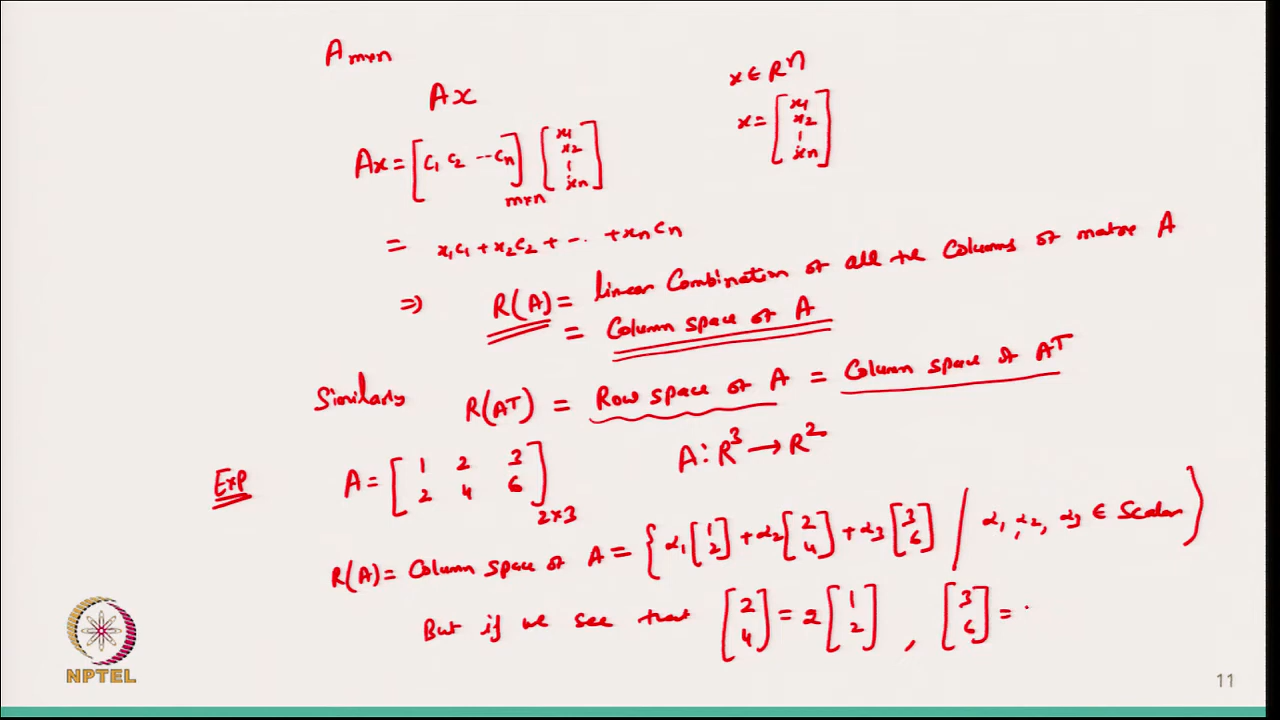 A m×n
Ax
x ∈ R^n
x = [x1 x2 ⋮ xn]
Ax = [c1 c2 --- cn] m×n [x1 x2 ⋮ xn]
= x1c1 + x2c2 + -- . + xncn
⇒ R(A) = linear Combination of all the Columns of matrix A
= Column space of A
Similarly R(AT) = Row space of A = Column space of AT
Exp A = [1 2 3; 2 4 6] 2×3 A: R^3 → R^2
R(A) = Column space of A = {α1 [1 2] + α2 [2 4] + α3 [3 6] / α1, α2, α3 ∈ Scalar}
But if we see that [2 4] = 2 [1 2] , [3 6] =
NPTEL
11